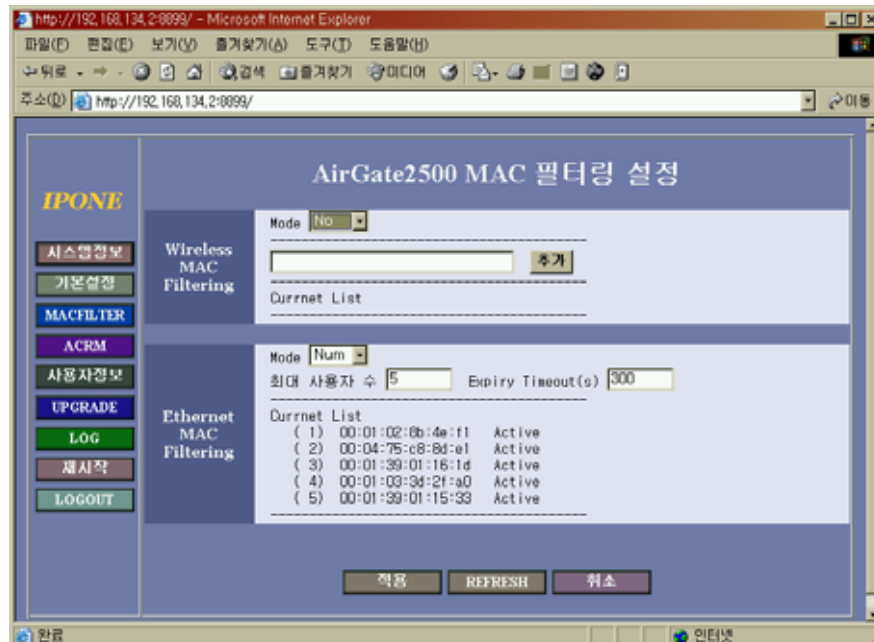 http://192,168,134,2:8899/ - Microsoft Internet Explorer
파일(F) 편집(E) 보기(V) 즐겨찾기(A) 도구(T) 도움말(H)
뒤로 검색 즐겨찾기 미디어
주소(D) http://192,168,134,2:8899/ 이동
AirGate2500 MAC 필터링 설정
IPONE
시스템정보
기본설정
MACFILTER
ACRM
사용자정보
UPGRADE
LOG
재시작
LOGOUT
Wireless
MAC
Filtering
Mode No
추가
Currnet List
Ethernet
MAC
Filtering
Mode Num
최대 사용자 수 5 Expiry Timeout(s) 300
Currnet List
( 1) 00:01:02:8b:4e:f1 Active
( 2) 00:04:75:c8:8d:e1 Active
( 3) 00:01:39:01:16:1d Active
( 4) 00:01:03:3d:2f:a0 Active
( 5) 00:01:39:01:15:33 Active
적용 REFRESH 취소
완료 인터넷